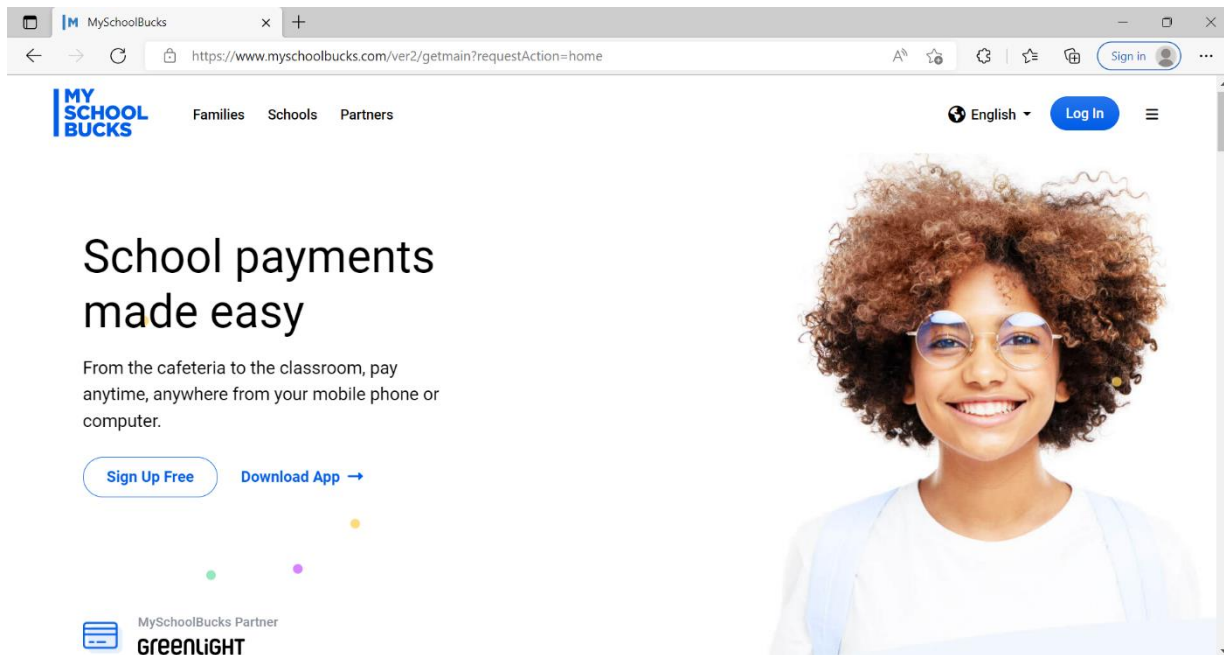 MySchoolBucks
https://www.myschoolbucks.com/ver2/getmain?requestAction=home
Sign in
MY
SCHOOL
BUCKS
Families Schools Partners
English
Log In
School payments
made easy
From the cafeteria to the classroom, pay
anytime, anywhere from your mobile phone or
computer.
Sign Up Free
Download App →
MySchoolBucks Partner
GreenLiGHT